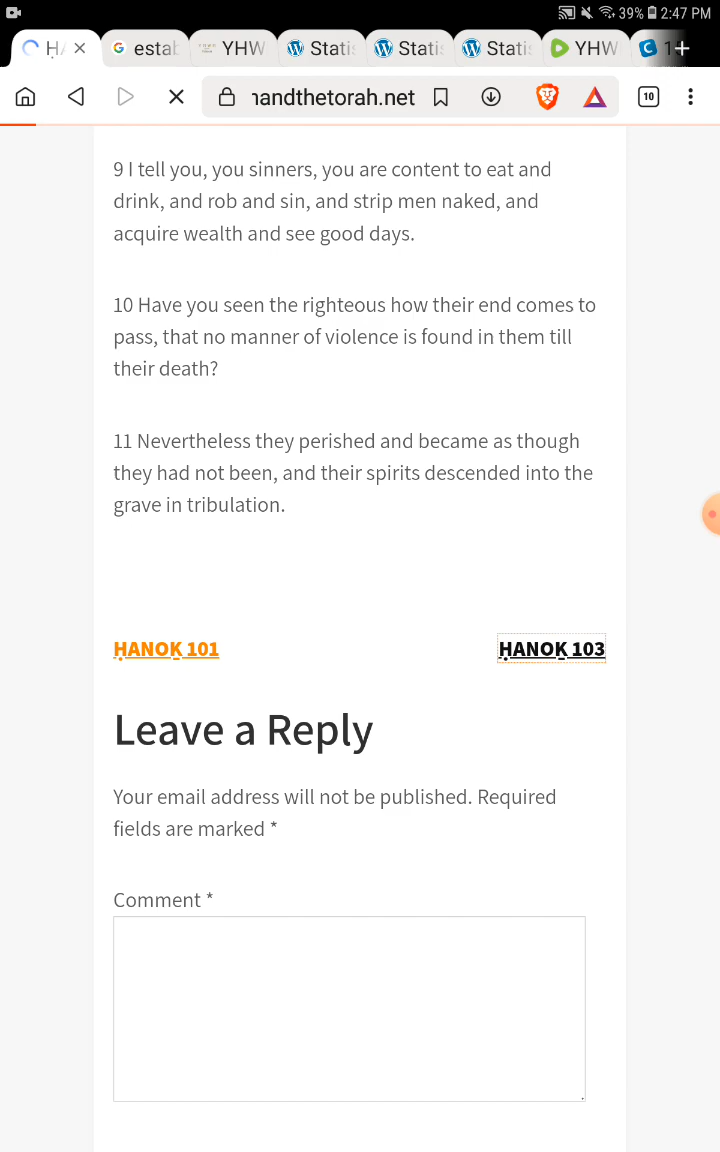 39% 2:47 PM
estab YHW Statis Statis Statis YHW
handthetorah.net 10
9 I tell you, you sinners, you are content to eat and
drink, and rob and sin, and strip men naked, and
acquire wealth and see good days.
10 Have you seen the righteous how their end comes to
pass, that no manner of violence is found in them till
their death?
11 Nevertheless they perished and became as though
they had not been, and their spirits descended into the
grave in tribulation.
ḤANOḴ 101 ḤANOḴ 103
Leave a Reply
Your email address will not be published. Required
fields are marked *
Comment *